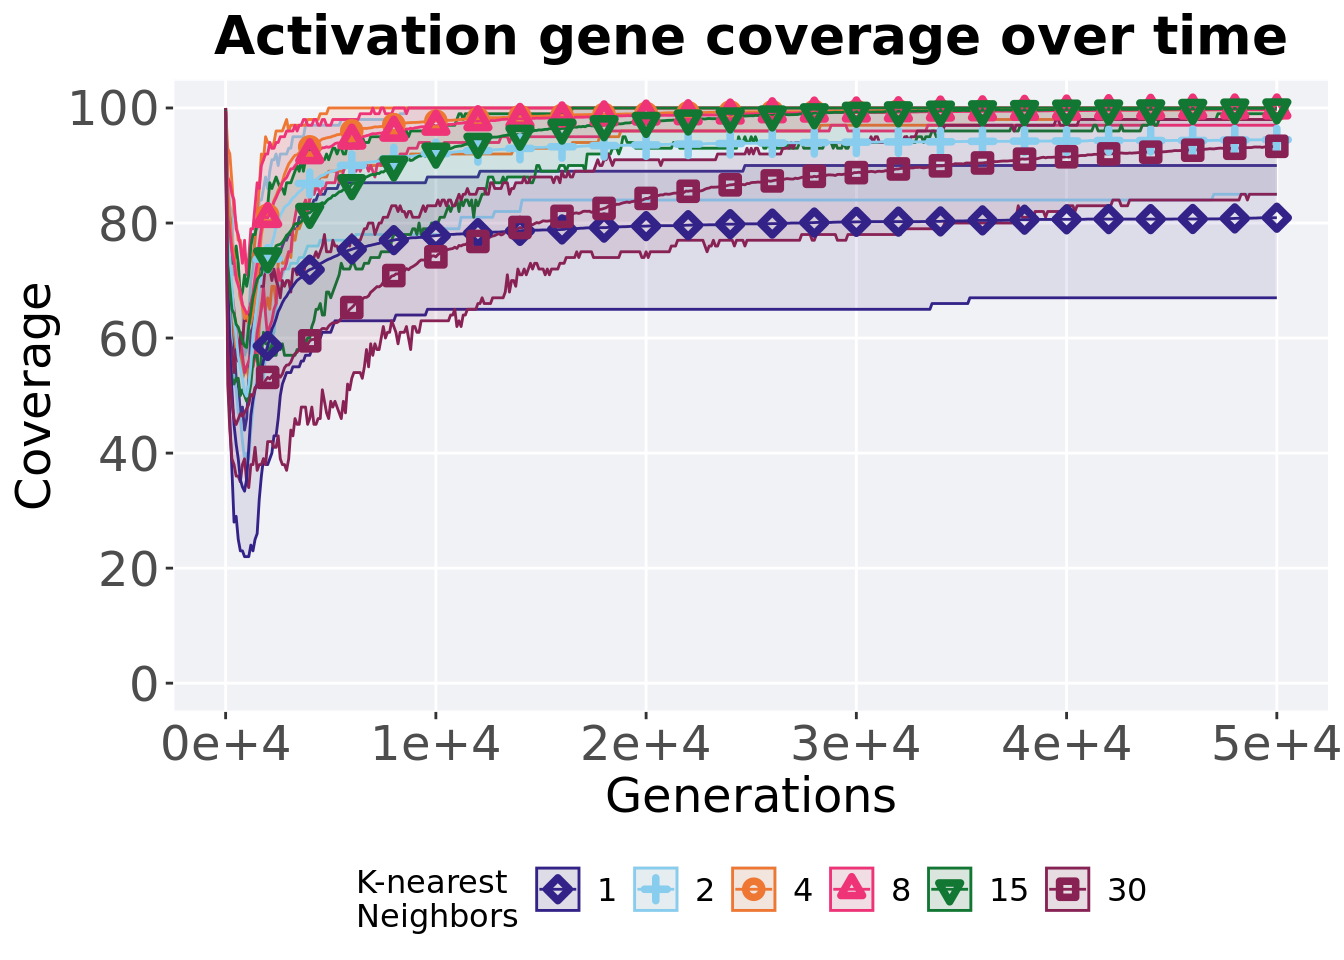 Activation gene coverage over time
Coverage
100
80
60
40
20
0
0e+4 1e+4 2e+4 3e+4 4e+4 5e+4
Generations
K-nearest
Neighbors
1 2 4 8 15 30